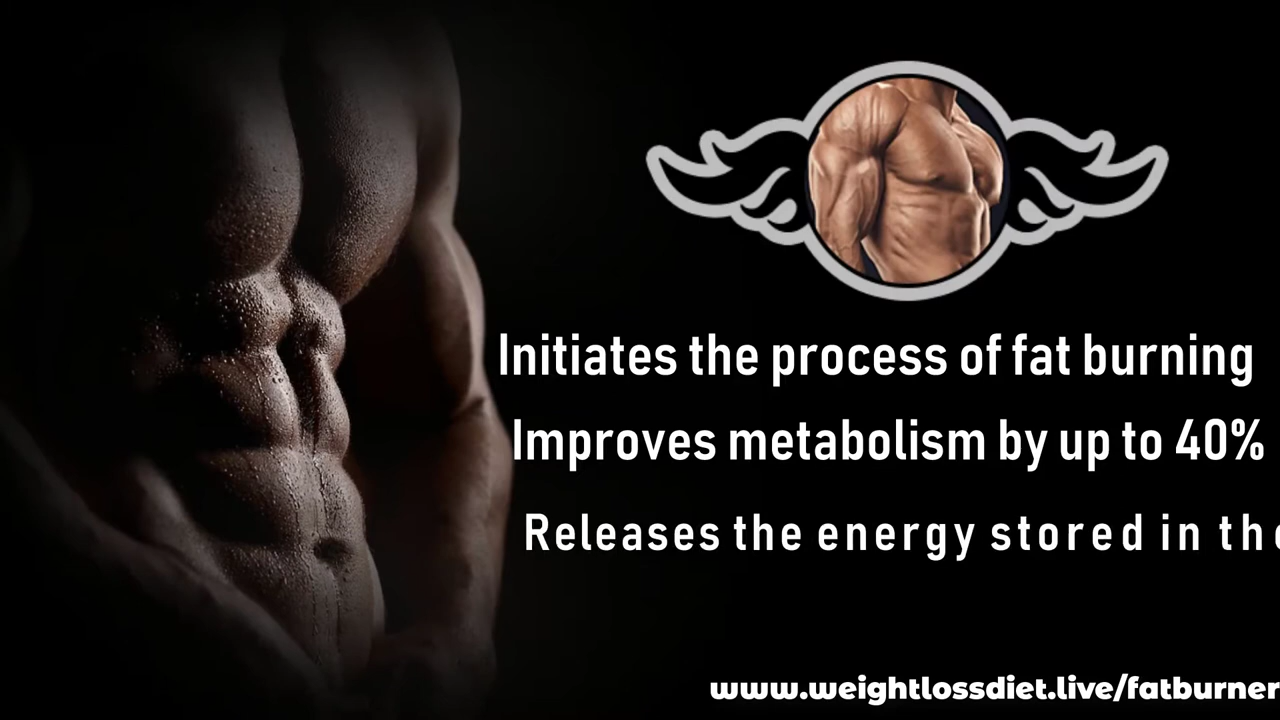 Initiates the process of fat burning
Improves metabolism by up to 40%
Releases the energy stored in the
www.weightlossdiet.live/fatburner